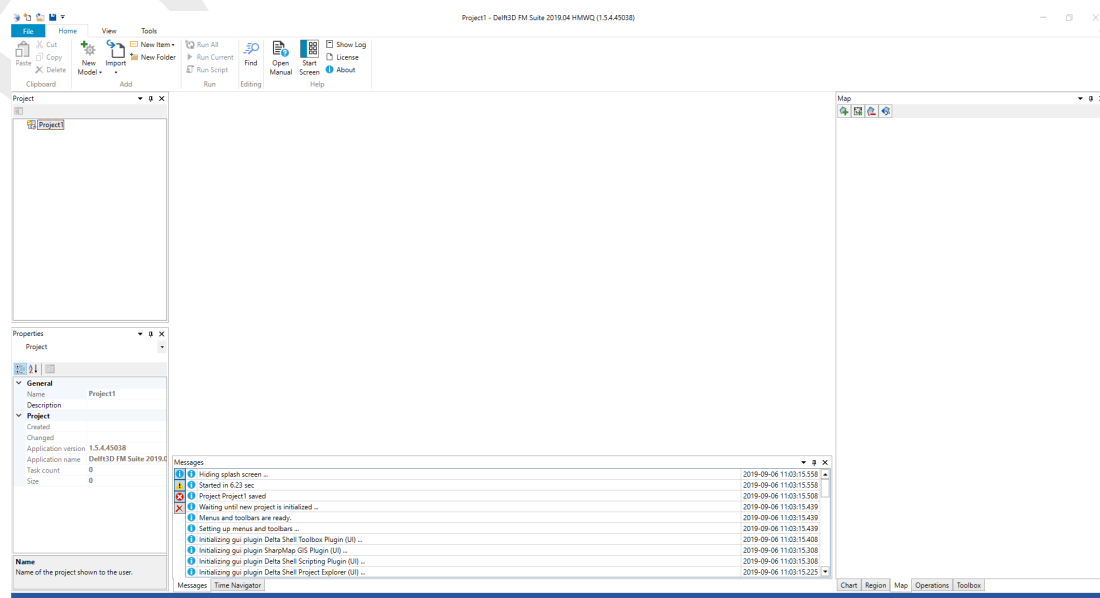 Project1 - Delft3D FM Suite 2019.04 HMWQ (1.5.4.45038)
File Home View Tools
Paste
Cut
Copy
Delete
Clipboard
New Model
Import
New Item
New Folder
Add
Run All
Run Current
Run Script
Run
Find
Editing
Open Manual
Start Screen
Show Log
License
About
Help
Project
Project1
Properties
Project
General
Name Project1
Description
Project
Created
Changed
Application version 1.5.4.45038
Application name Delft3D FM Suite 2019.0
Task count 0
Size 0
Name
Name of the project shown to the user.
Messages
Hiding splash screen ... 2019-09-06 11:03:15.558
Started in 6.23 sec 2019-09-06 11:03:15.558
Project Project1 saved 2019-09-06 11:03:15.508
Waiting until new project is initialized ... 2019-09-06 11:03:15.439
Menus and toolbars are ready. 2019-09-06 11:03:15.439
Setting up menus and toolbars ... 2019-09-06 11:03:15.439
Initializing gui plugin Delta Shell Toolbox Plugin (UI) ... 2019-09-06 11:03:15.408
Initializing gui plugin SharpMap GIS Plugin (UI) ... 2019-09-06 11:03:15.308
Initializing gui plugin Delta Shell Scripting Plugin (UI) ... 2019-09-06 11:03:15.308
Initializing gui plugin Delta Shell Project Explorer (UI) ... 2019-09-06 11:03:15.225
Messages Time Navigator
Map
Chart Region Map Operations Toolbox